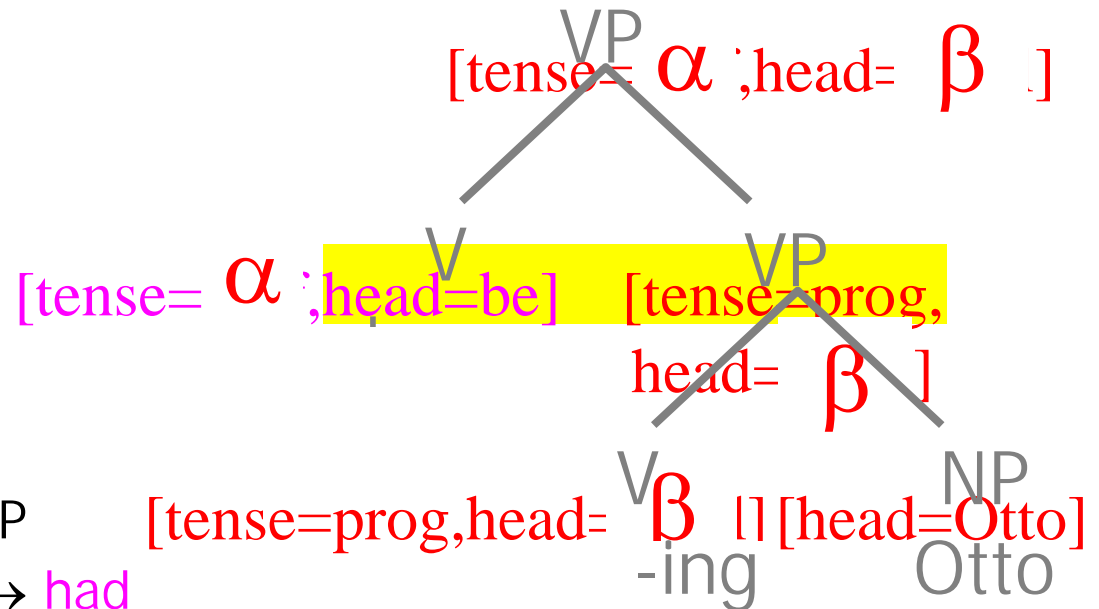 VP
[tense= α ,head= β ]
V VP
[tense= α ,head=be] [tense=prog,
head= β ]
V NP
P [tense=prog,head= β ] [head=Otto]
-ing Otto
→ had